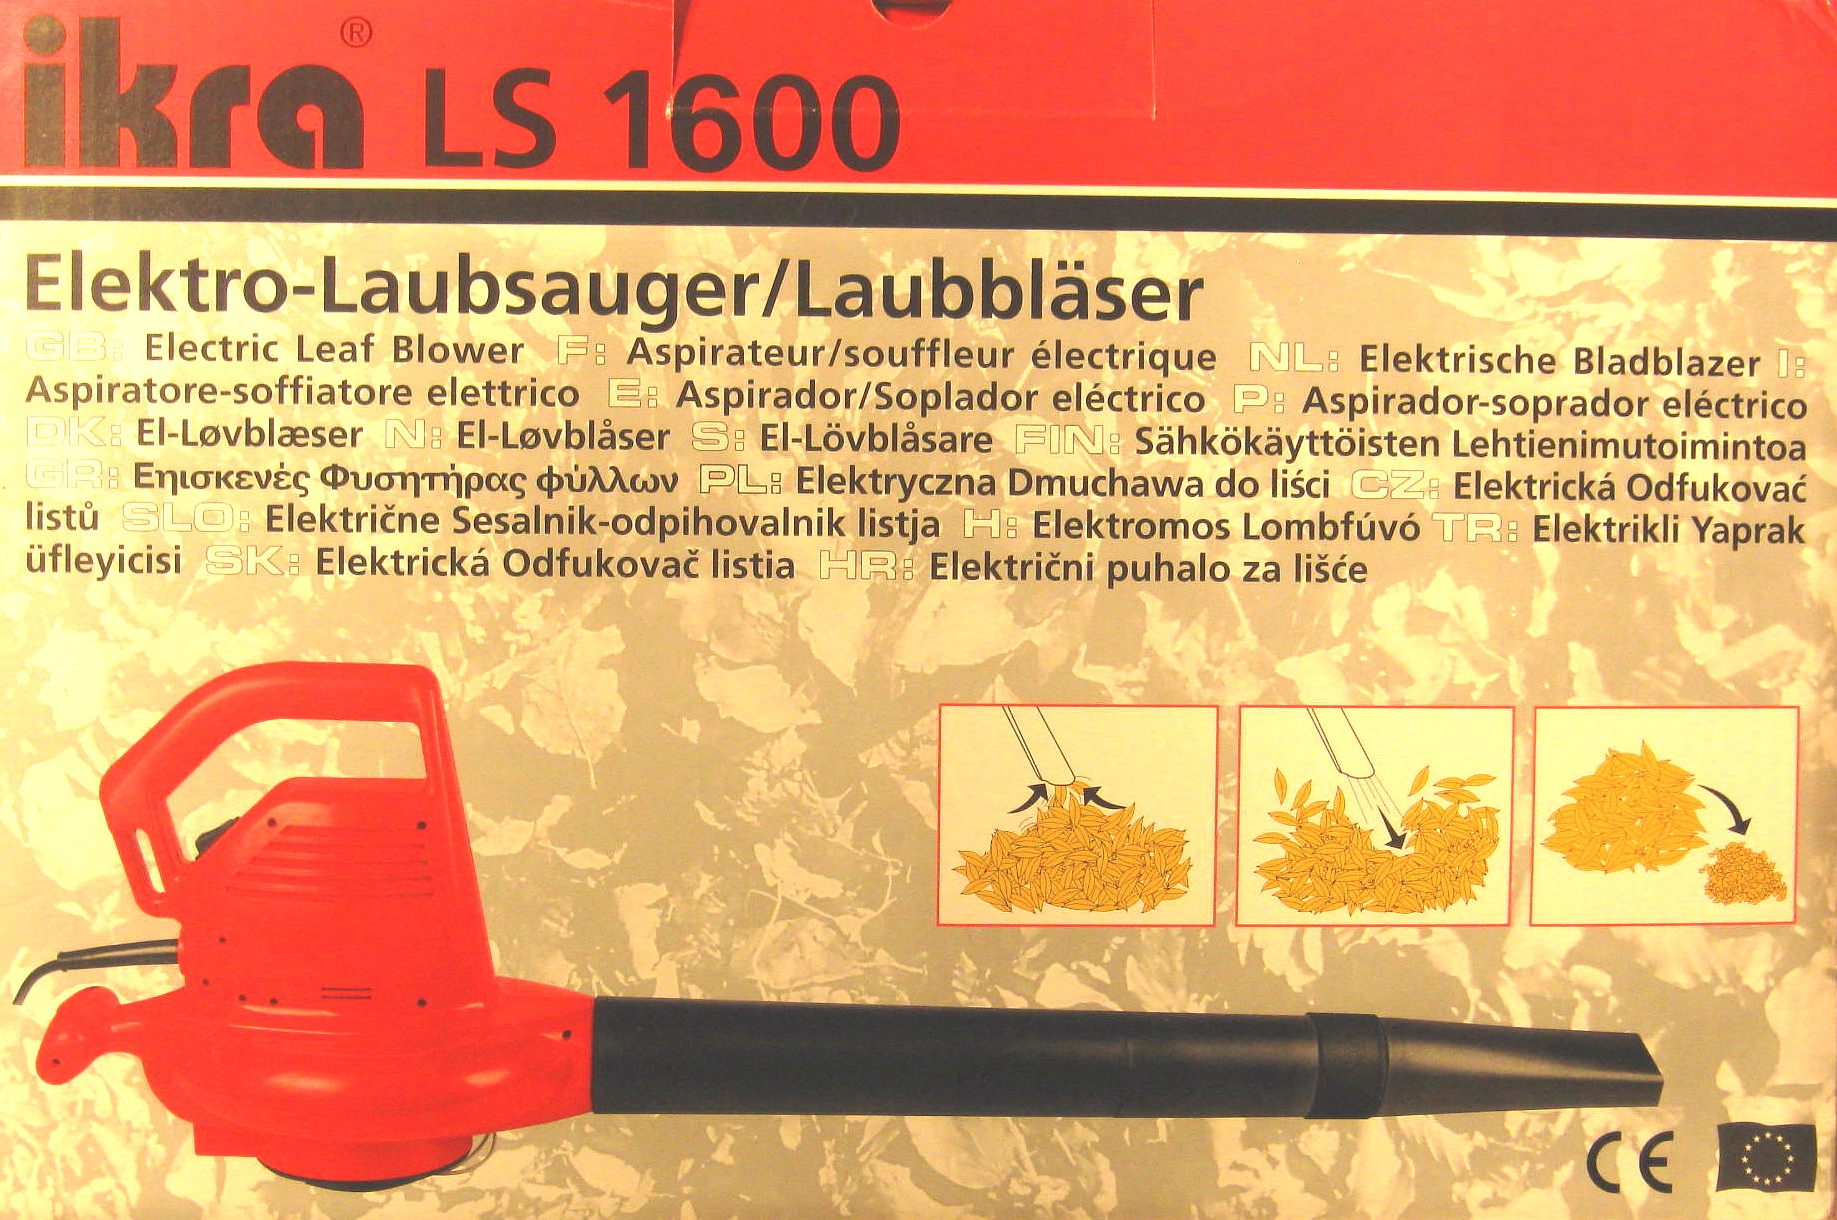 ikra® LS 1600
Elektro-Laubsauger/Laubbläser
GB: Electric Leaf Blower F: Aspirateur/souffleur électrique NL: Elektrische Bladblazer I:
Aspiratore-soffiatore elettrico E: Aspirador/Soplador eléctrico P: Aspirador-soprador eléctrico
DK: El-Løvblæser N: El-Løvblåser S: El-Lövblåsare FIN: Sähkökäyttöisten Lehtienimutoimintoa
GR: Εηισκενές Φυσητήρας φύλλων PL: Elektryczna Dmuchawa do liści CZ: Elektrická Odfukovać
listů SLO: Električne Sesalnik-odpihovalnik listja H: Elektromos Lombfúvó TR: Elektrikli Yaprak
üfleyicisi SK: Elektrická Odfukovač listia HR: Električni puhalo za lišće
CE